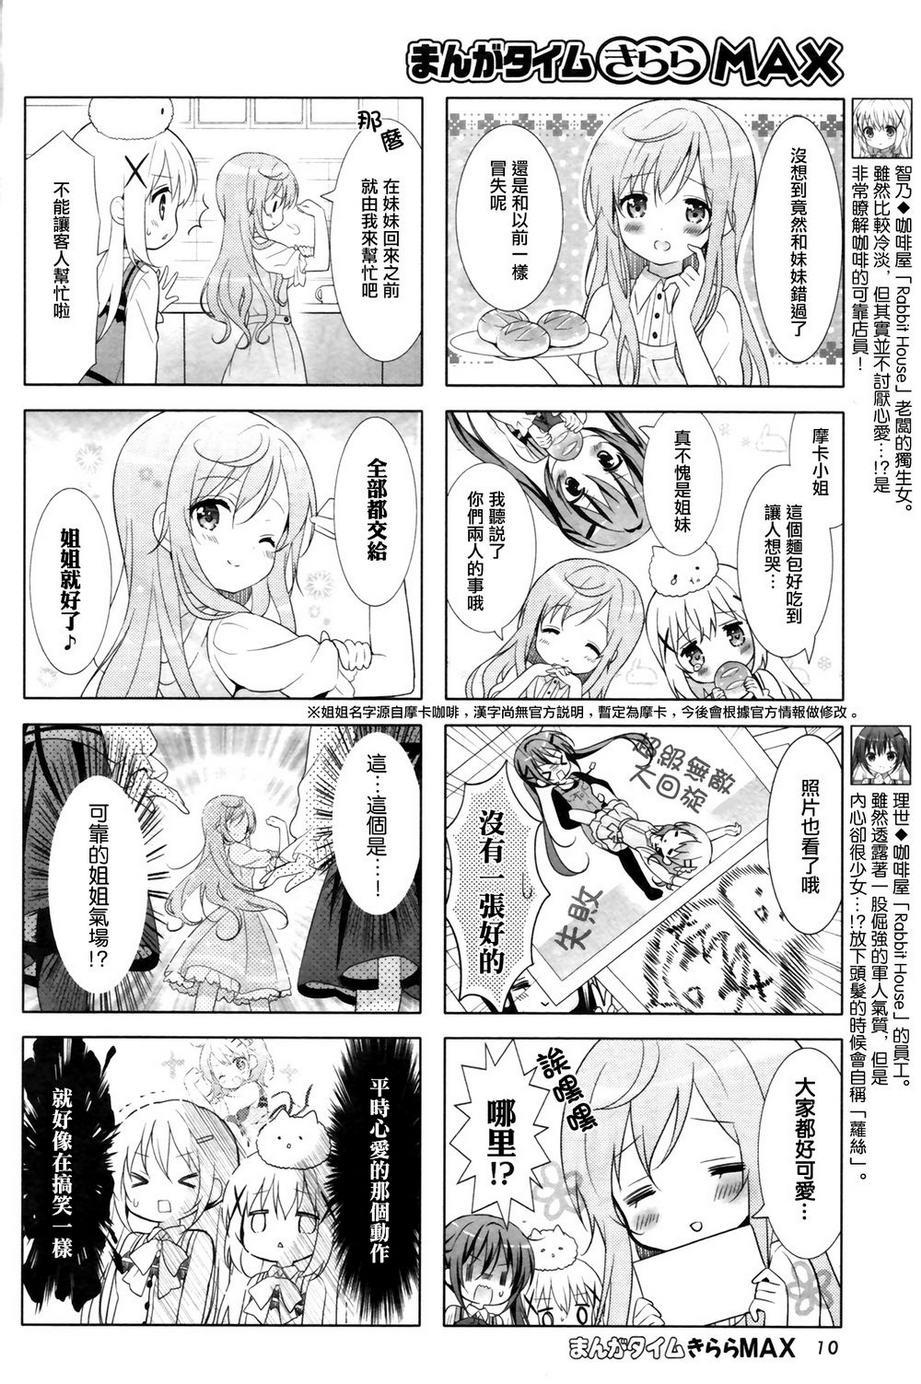 まんがタイムきららMAX
智乃◆咖啡屋「Rabbit House」老闆的獨生女。
雖然比較冷淡，但其實並不討厭心愛…!?是
非常瞭解咖啡的可靠店員！
沒想到竟然和妹妹錯過了
還是和以前一樣
冒失呢
摩卡小姐
這個麵包好吃到
讓人想哭…
真不愧是姐妹
我聽說了
你們兩人的事哦
照片也看了哦
超級無敵
大回旋
失敗
沒有一張好的
大家都好可愛…
誒嘿嘿
哪里!?
那麼
在妹妹回來之前
就由我來幫忙吧
不能讓客人幫忙啦
全部都交給
姐姐就好了♪
※姐姐名字源自摩卡咖啡，漢字尚無官方説明，暫定為摩卡，今後會根據官方情報做修改。
這…這個是…!
可靠的姐姐氣場!?
平時心愛的那個動作
就好像在搞笑一樣
理世◆咖啡屋「Rabbit House」的員工。
雖然透露著一股倔強的軍人氣質，但是
內心卻很少女…!?放下頭髮的時候會自稱「蘿絲」。
まんがタイムきららMAX
10